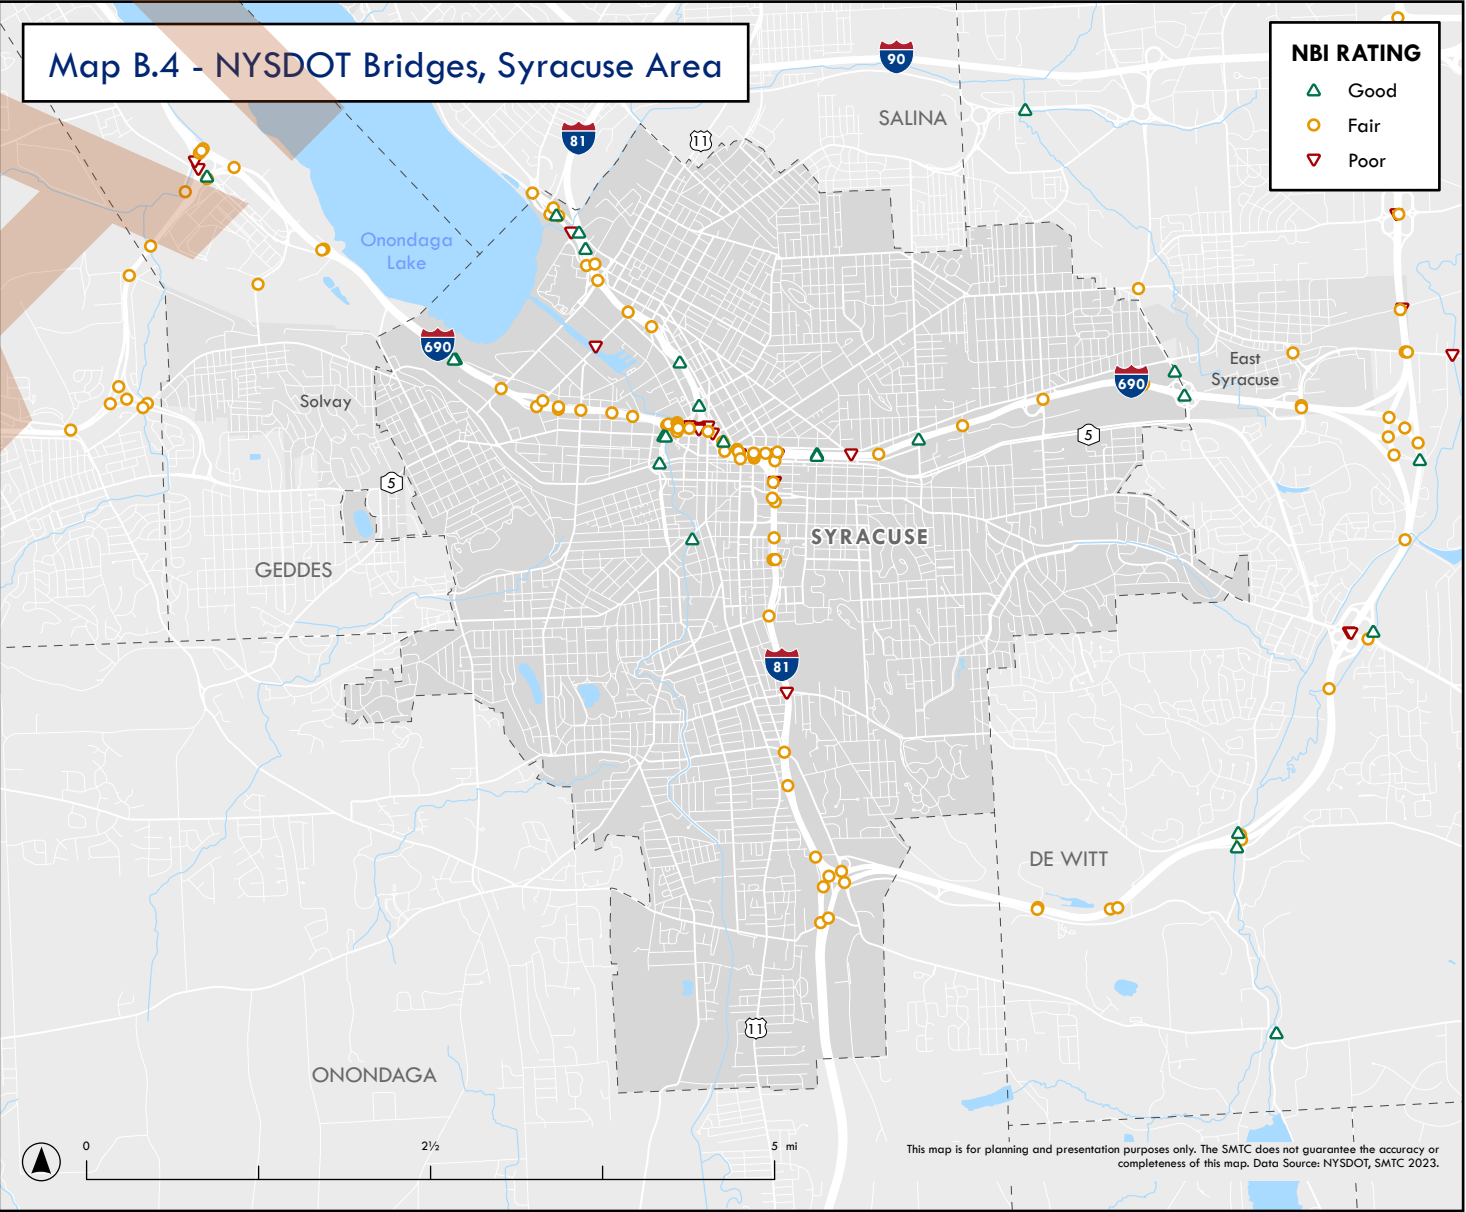 Map B.4 - NYSDOT Bridges, Syracuse Area
NBI RATING
Good
Fair
Poor
90
SALINA
81
11
Onondaga
Lake
690
East
Syracuse
690
Solvay
5
5
SYRACUSE
GEDDES
81
DE WITT
11
ONONDAGA
0
2½
5 mi
This map is for planning and presentation purposes only. The SMTC does not guarantee the accuracy or
completeness of this map. Data Source: NYSDOT, SMTC 2023.